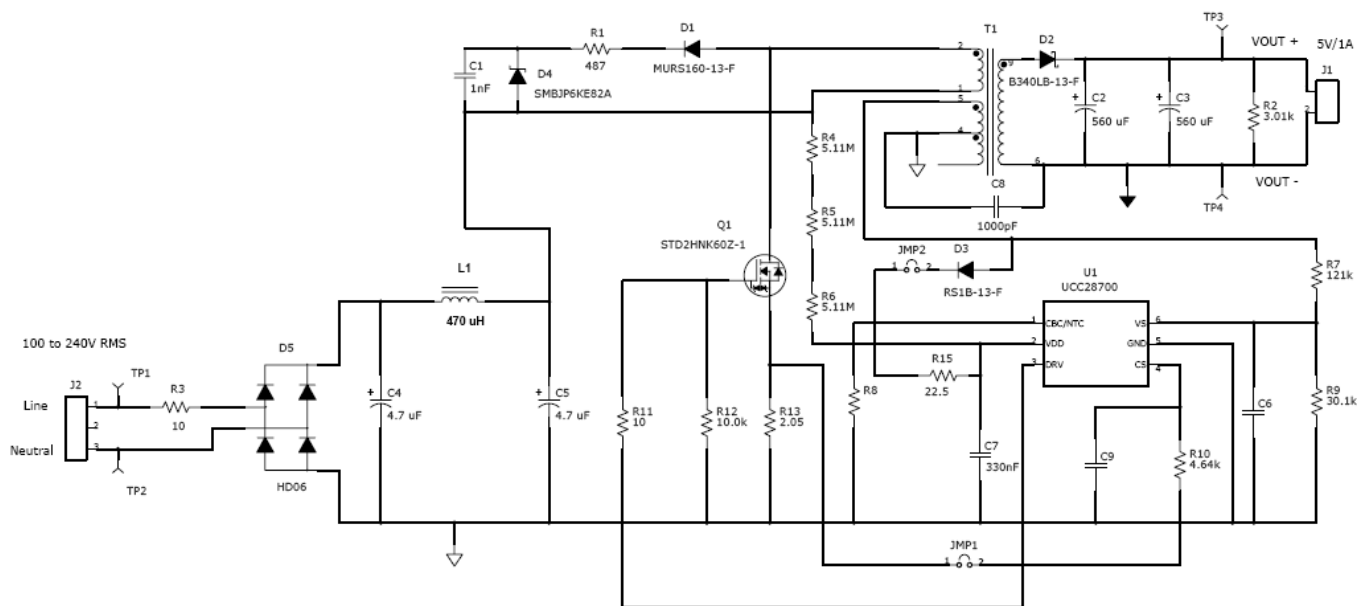 TP3
T1
D1
R1
D2
VOUT +
5V/1A
2
9
J1
C1
1nF
D4
487
MURS160-13-F
B340LB-13-F
SMBJP6KE82A
1
5
+
C2
560 uF
+
C3
560 uF
R2
3.01k
1
2
R4
5.11M
4
6
C8
VOUT -
TP4
1000pF
R5
5.11M
Q1
STD2HNK60Z-1
JMP2
1
2
D3
RS1B-13-F
U1
UCC28700
R7
121k
L1
R6
5.11M
470 uH
1
CBC/NTC
VS
6
2
VDD
GND
5
3
DRV
CS
4
100 to 240V RMS
D5
J2
TP1
R3
R15
22.5
Line
1
10
2
Neutral
3
TP2
HD06
+
C4
4.7 uF
+
C5
4.7 uF
R11
10
R12
10.0k
R13
2.05
R8
C6
R9
30.1k
C7
330nF
C9
R10
4.64k
JMP1
1
2